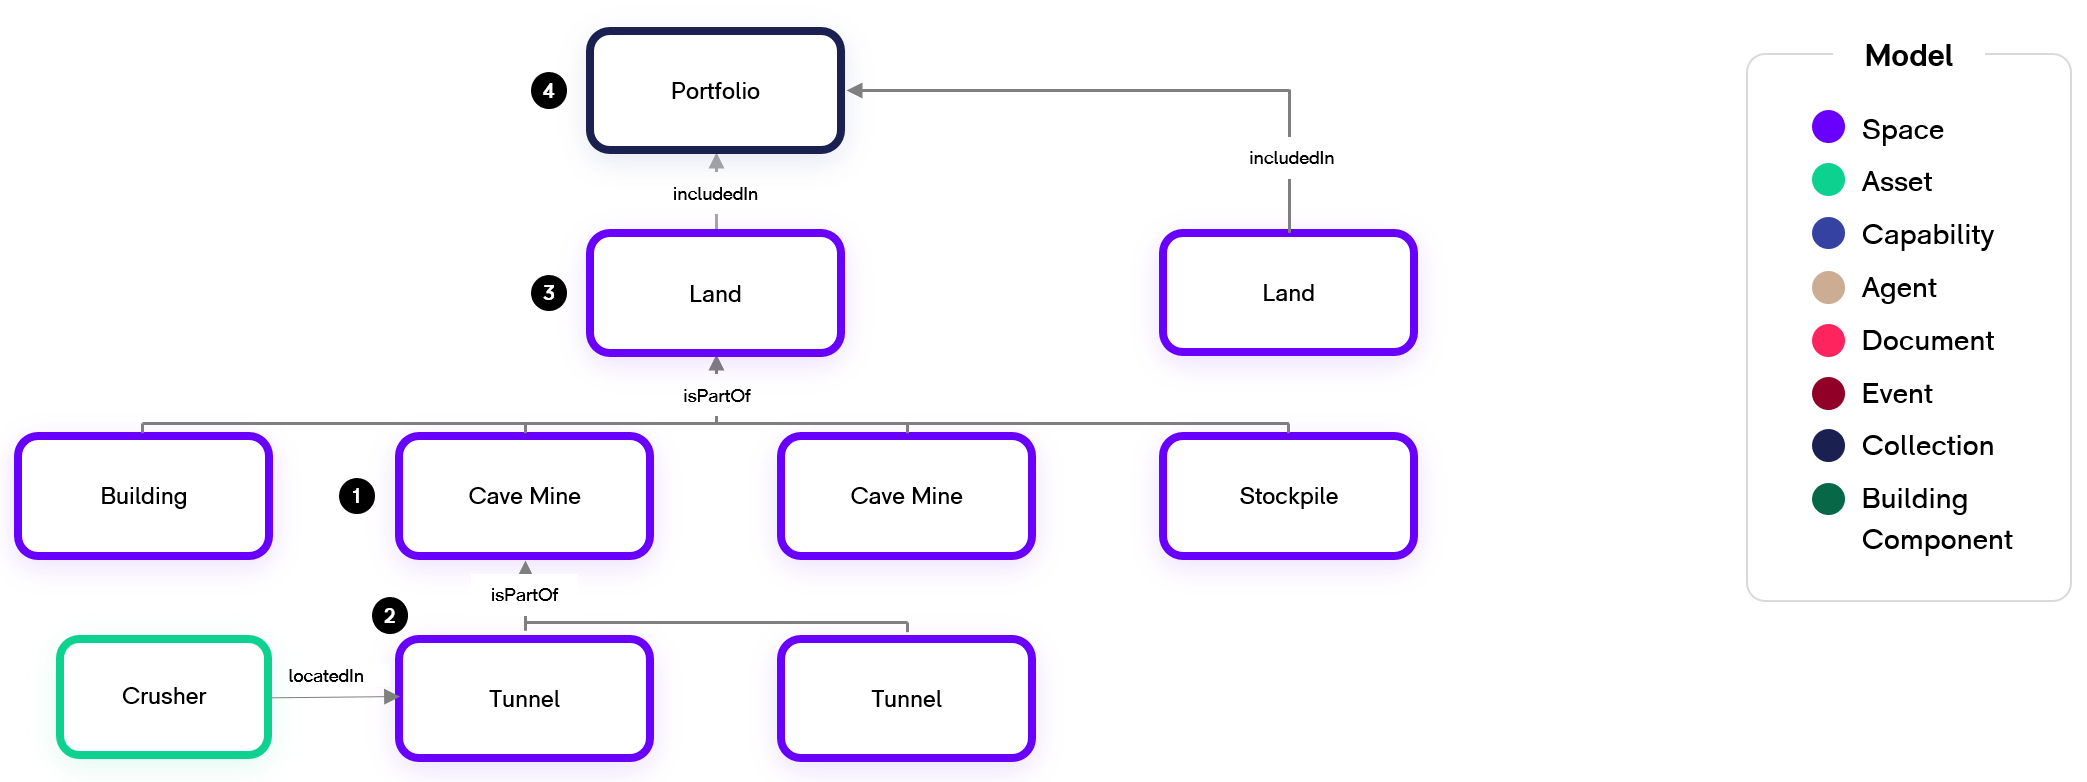 4
Portfolio
includedIn
includedIn
3
Land
Land
isPartOf
Building
1
Cave Mine
Cave Mine
Stockpile
isPartOf
2
Crusher
locatedIn
Tunnel
Tunnel
Model
Space
Asset
Capability
Agent
Document
Event
Collection
Building
Component